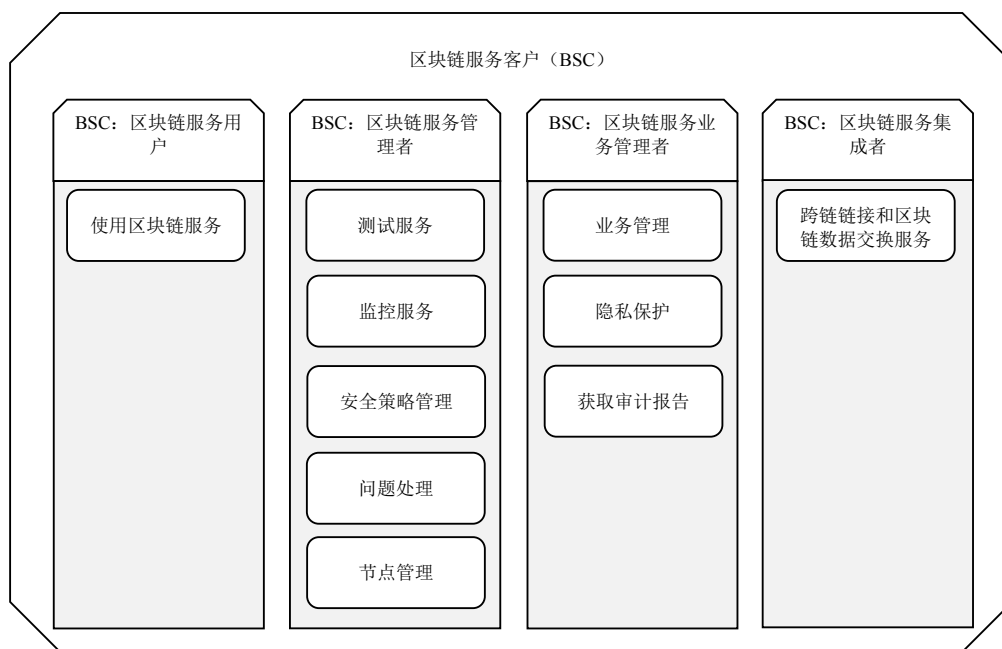 区块链服务客户（BSC）
BSC：区块链服务用
户
使用区块链服务
BSC：区块链服务管
理者
测试服务
监控服务
安全策略管理
问题处理
节点管理
BSC：区块链服务业
务管理者
业务管理
隐私保护
获取审计报告
BSC：区块链服务集
成者
跨链链接和区块
链数据交换服务